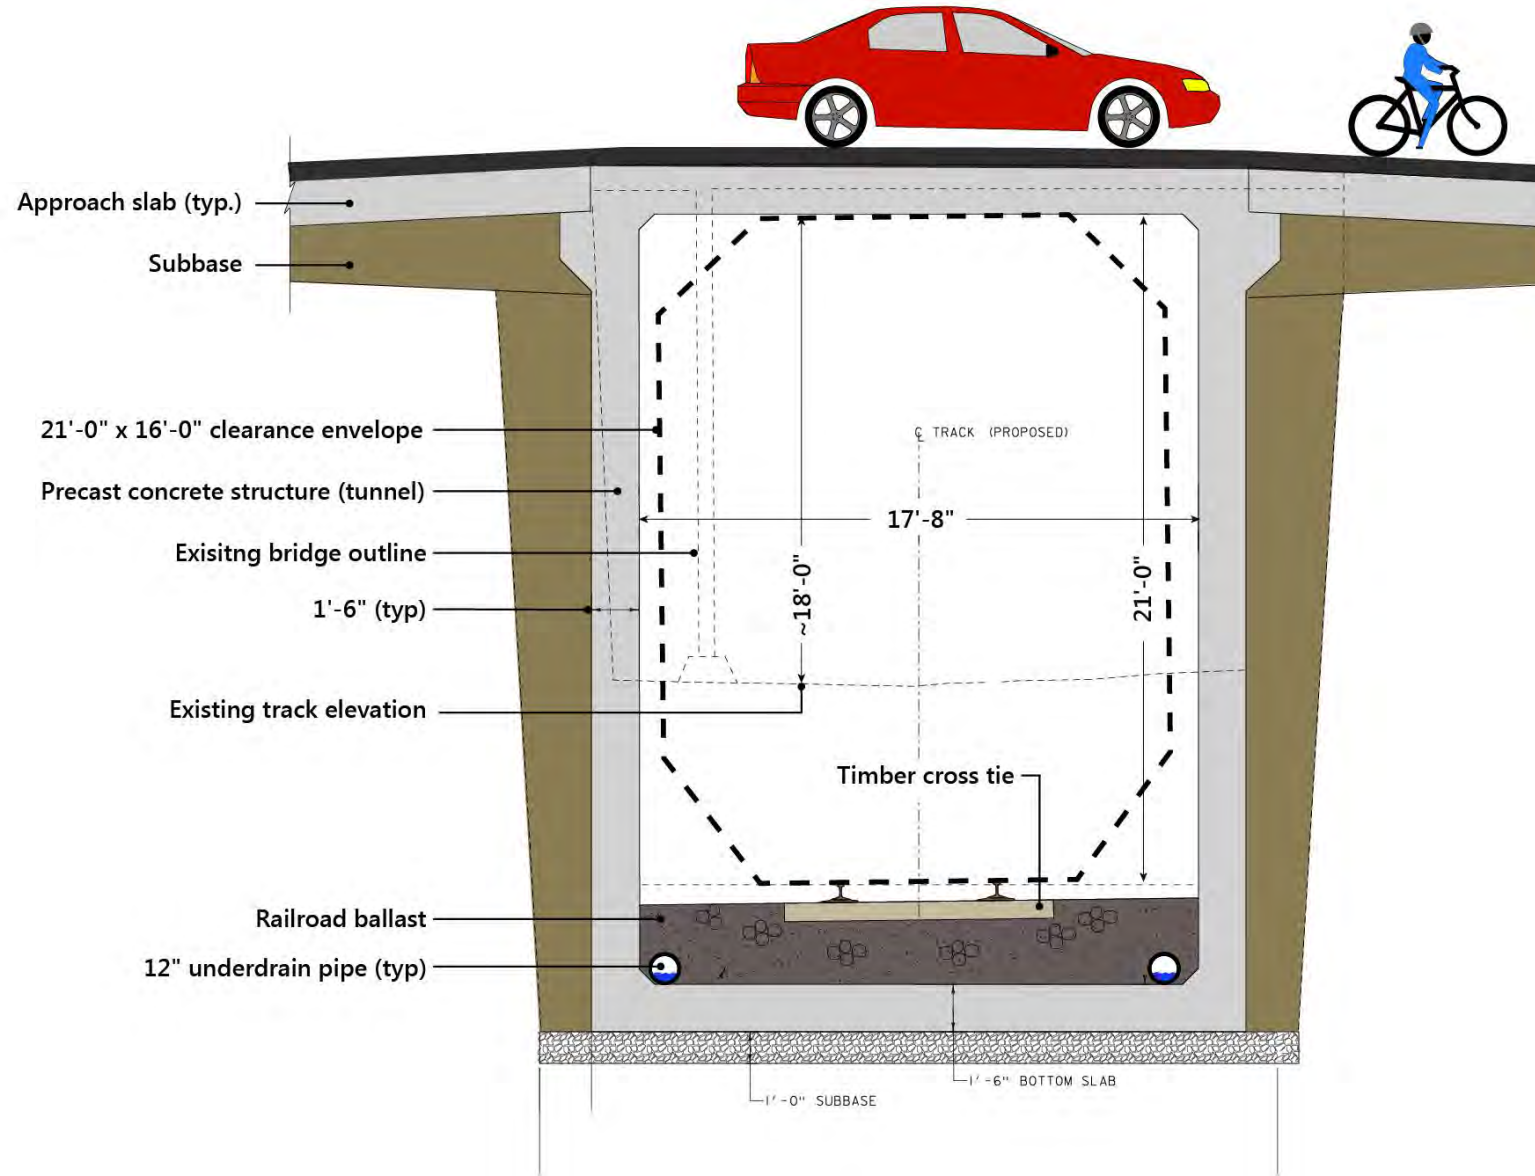 Approach slab (typ.)
Subbase
21'-0" x 16'-0" clearance envelope
℄ TRACK (PROPOSED)
Precast concrete structure (tunnel)
17'-8"
Exisitng bridge outline
~18'-0"
21'-0"
1'-6" (typ)
Existing track elevation
Timber cross tie
Railroad ballast
12" underdrain pipe (typ)
1'-6" BOTTOM SLAB
1'-0" SUBBASE